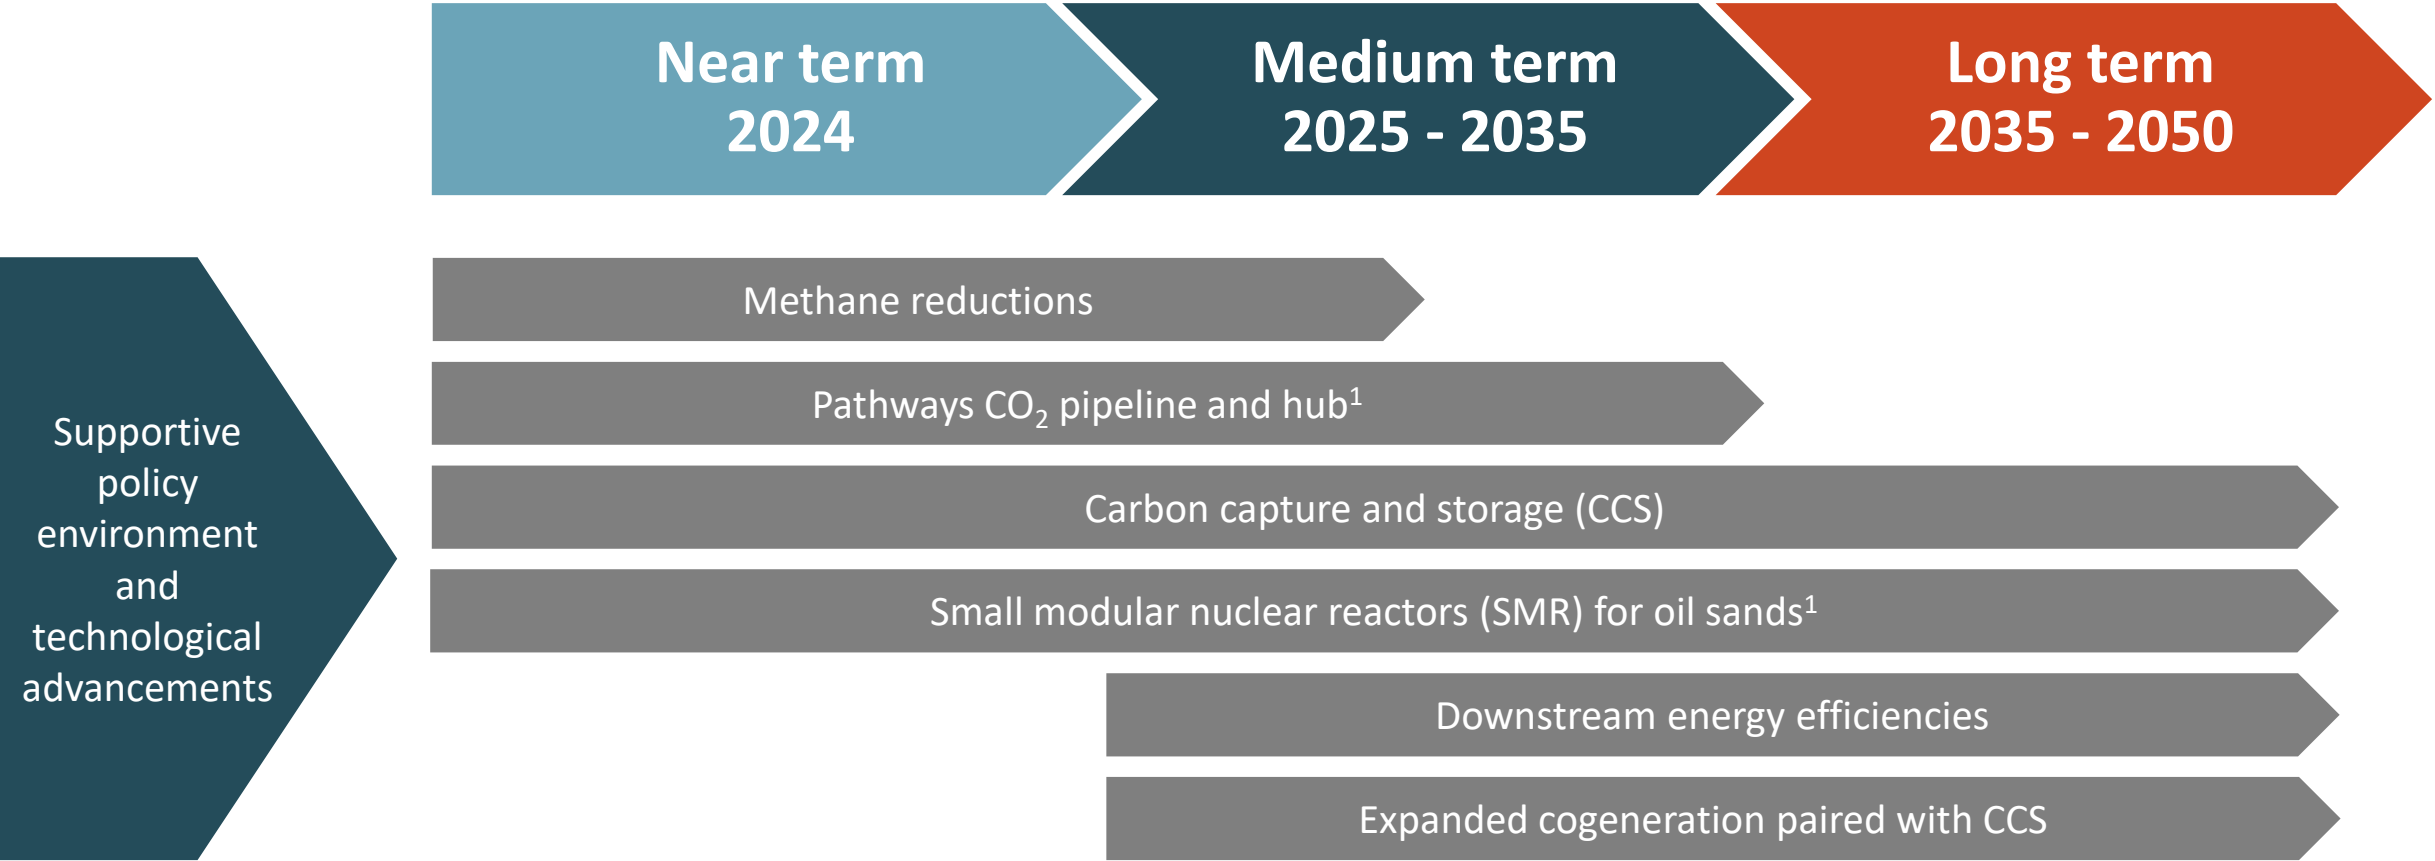 Near term
2024
Medium term
2025 - 2035
Long term
2035 - 2050
Supportive
policy
environment
and
technological
advancements
Methane reductions
Pathways CO₂ pipeline and hub¹
Carbon capture and storage (CCS)
Small modular nuclear reactors (SMR) for oil sands¹
Downstream energy efficiencies
Expanded cogeneration paired with CCS